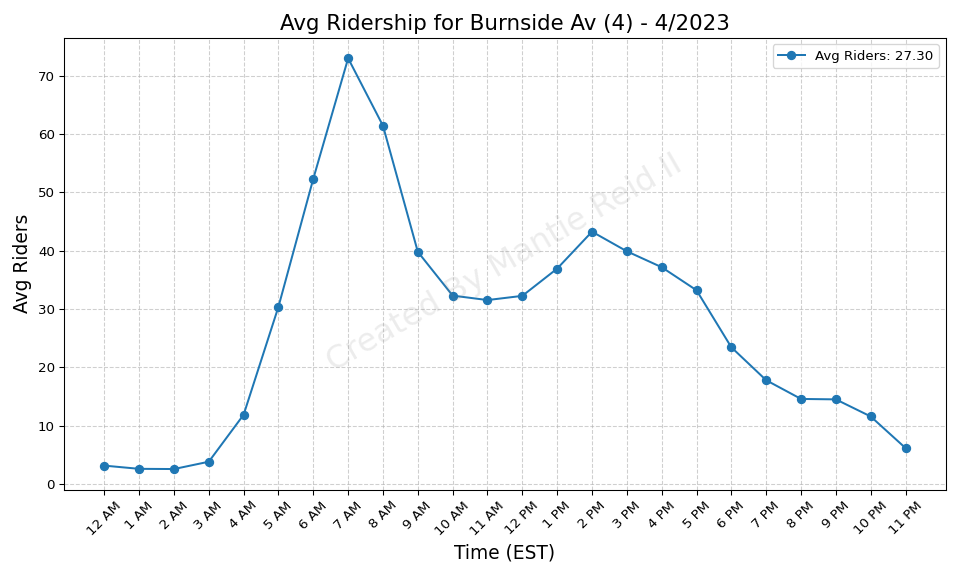 Avg Ridership for Burnside Av (4) - 4/2023
Avg Riders: 27.30
Avg Riders
70
60
50
40
30
20
10
0
Created By Mantie Reid II
12 AM
1 AM
2 AM
3 AM
4 AM
5 AM
6 AM
7 AM
8 AM
9 AM
10 AM
11 AM
12 PM
1 PM
2 PM
3 PM
4 PM
5 PM
6 PM
7 PM
8 PM
9 PM
10 PM
11 PM
Time (EST)